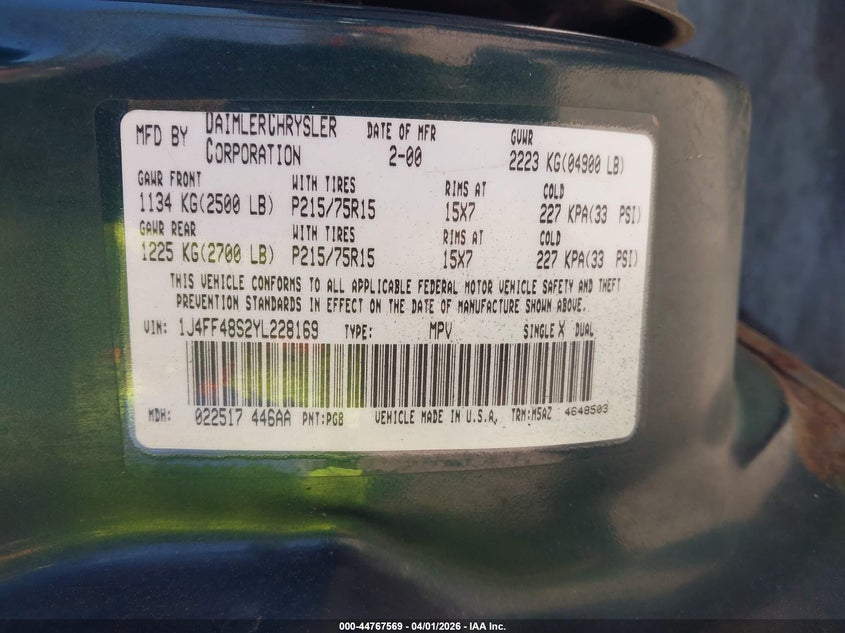 MFD BY DAIMLERCHRYSLER CORPORATION DATE OF MFR 2-00 GVWR 2223 KG(04900 LB)
GAWR FRONT WITH TIRES RIMS AT COLD
1134 KG(2500 LB) P215/75R15 15X7 227 KPA(33 PSI)
GAWR REAR WITH TIRES RIMS AT COLD
1225 KG(2700 LB) P215/75R15 15X7 227 KPA(33 PSI)
THIS VEHICLE CONFORMS TO ALL APPLICABLE FEDERAL MOTOR VEHICLE SAFETY AND THEFT
PREVENTION STANDARDS IN EFFECT ON THE DATE OF MANUFACTURE SHOWN ABOVE.
VIN: 1J4FF48S2YL228169 TYPE: MPV SINGLE X DUAL
MDH: 022517 446AA PNT:PGB VEHICLE MADE IN U.S.A. TRM:M5AZ 4648503
000-44767569 - 04/01/2026 - IAA Inc.